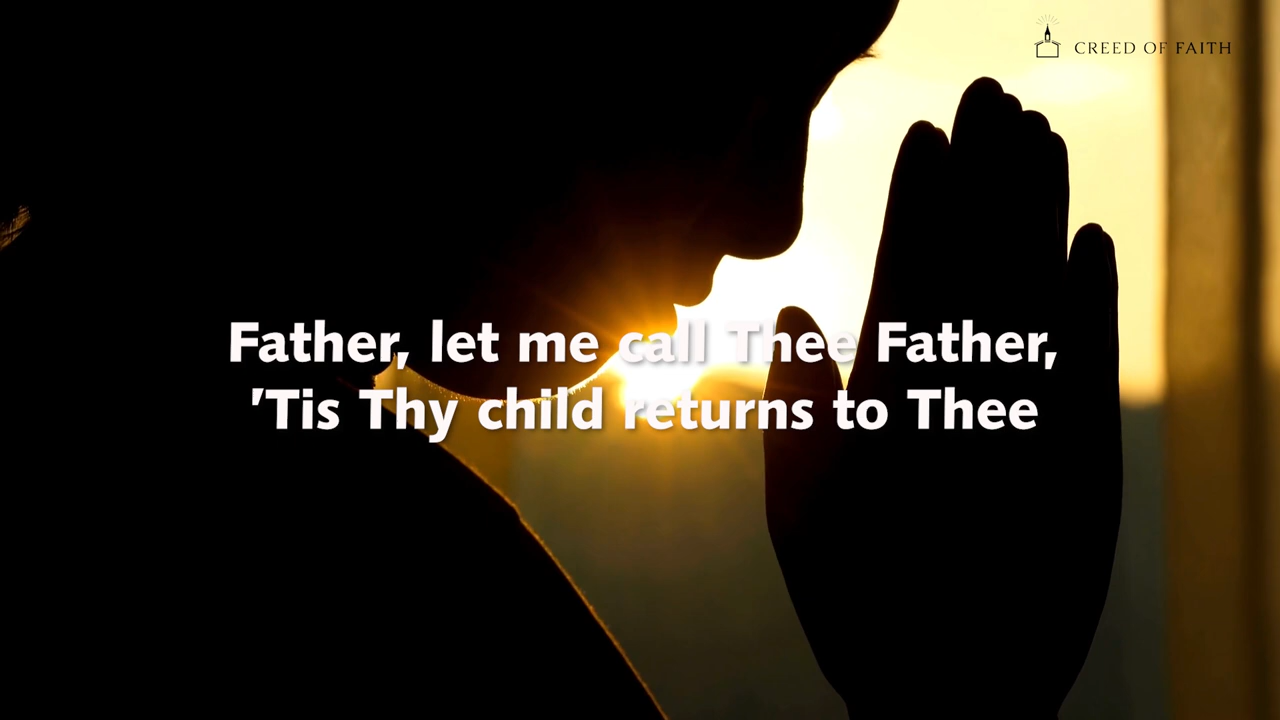 CREED OF FAITH
Father, let me call Thee Father,
'Tis Thy child returns to Thee